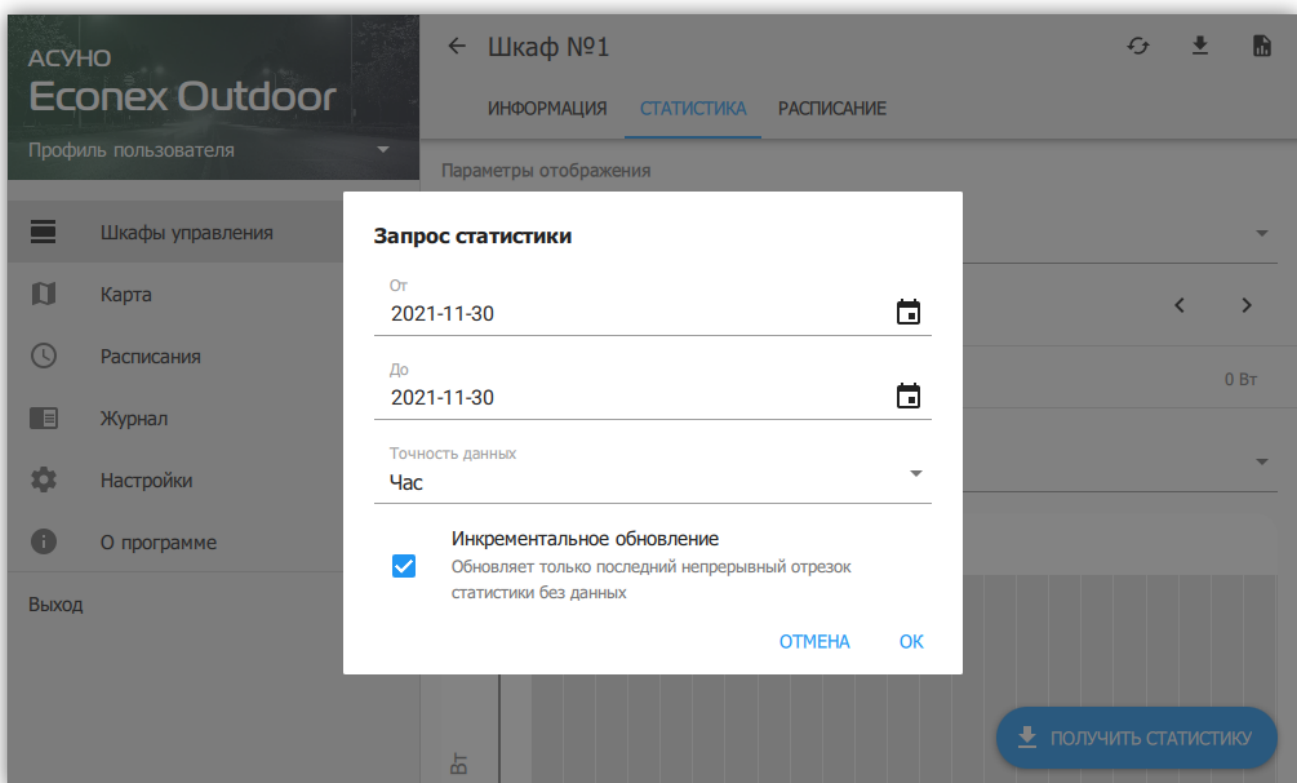 АСУНО
Econex Outdoor
Профиль пользователя
Шкафы управления
Карта
Расписания
Журнал
Настройки
О программе
Выход
Шкаф №1
ИНФОРМАЦИЯ СТАТИСТИКА РАСПИСАНИЕ
Параметры отображения
0 Вт
Запрос статистики
От
2021-11-30
До
2021-11-30
Точность данных
Час
Инкрементальное обновление
Обновляет только последний непрерывный отрезок
статистики без данных
ОТМЕНА ОК
Вт
ПОЛУЧИТЬ СТАТИСТИКУ